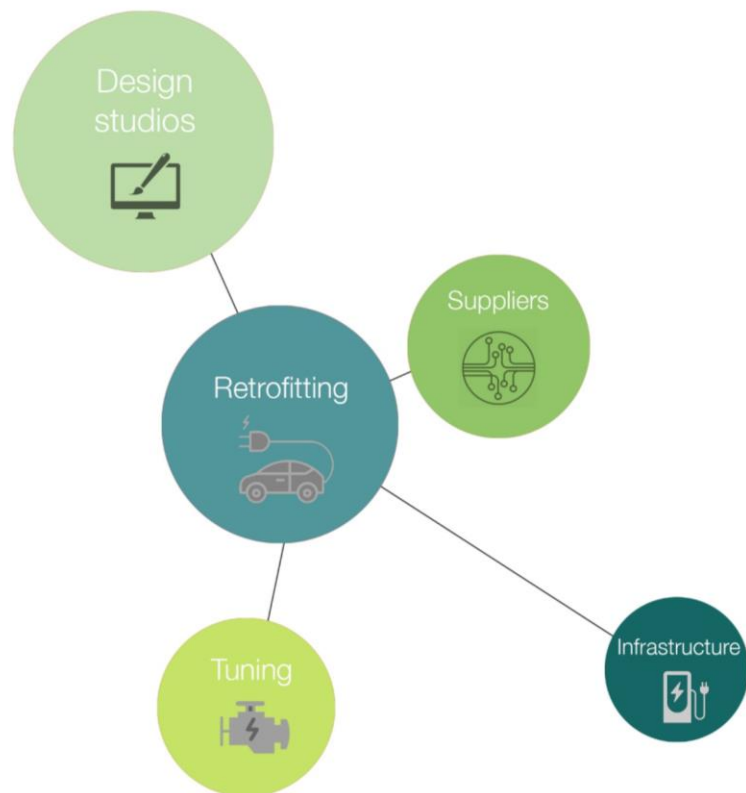 Design
studios
Suppliers
Retrofitting
Infrastructure
Tuning